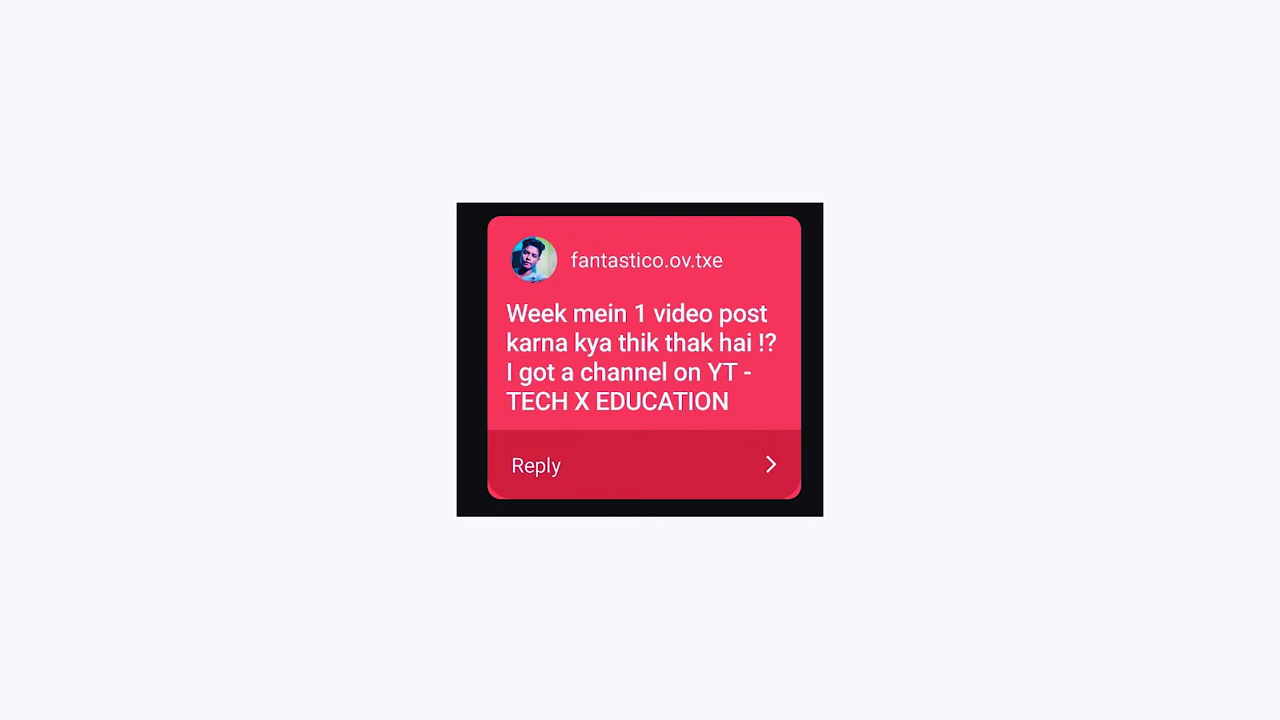 fantastico.ov.txe
Week mein 1 video post
karna kya thik thak hai !?
I got a channel on YT -
TECH X EDUCATION
Reply